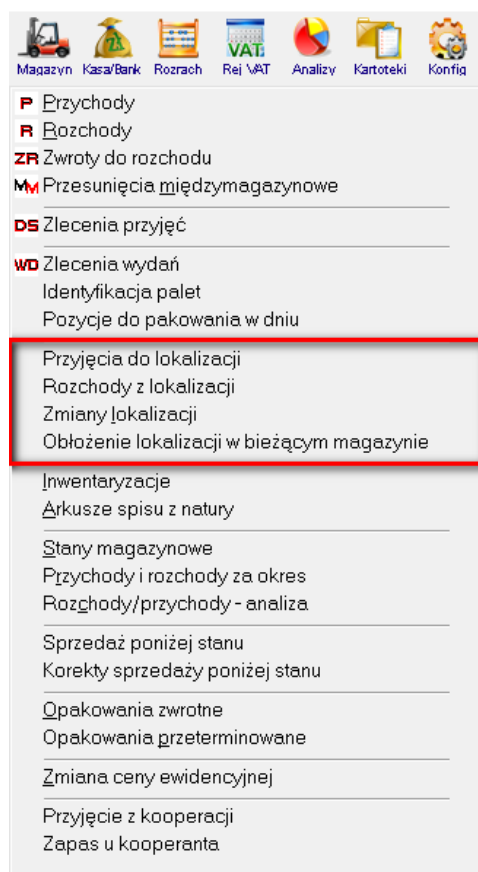 Magazyn Kasa/Bank Rozrach Rej VAT Analizy Kartoteki Konfig
P Przychody
R Rozchody
ZR Zwroty do rozchodu
MM Przesunięcia międzymagazynowe
DS Zlecenia przyjęć
WD Zlecenia wydań
Identyfikacja palet
Pozycje do pakowania w dniu
Przyjęcia do lokalizacji
Rozchody z lokalizacji
Zmiany lokalizacji
Obłożenie lokalizacji w bieżącym magazynie
Inwentaryzacje
Arkusze spisu z natury
Stany magazynowe
Przychody i rozchody za okres
Rozchody/przychody - analiza
Sprzedaż poniżej stanu
Korekty sprzedaży poniżej stanu
Opakowania zwrotne
Opakowania przeterminowane
Zmiana ceny ewidencyjnej
Przyjęcie z kooperacji
Zapas u kooperanta